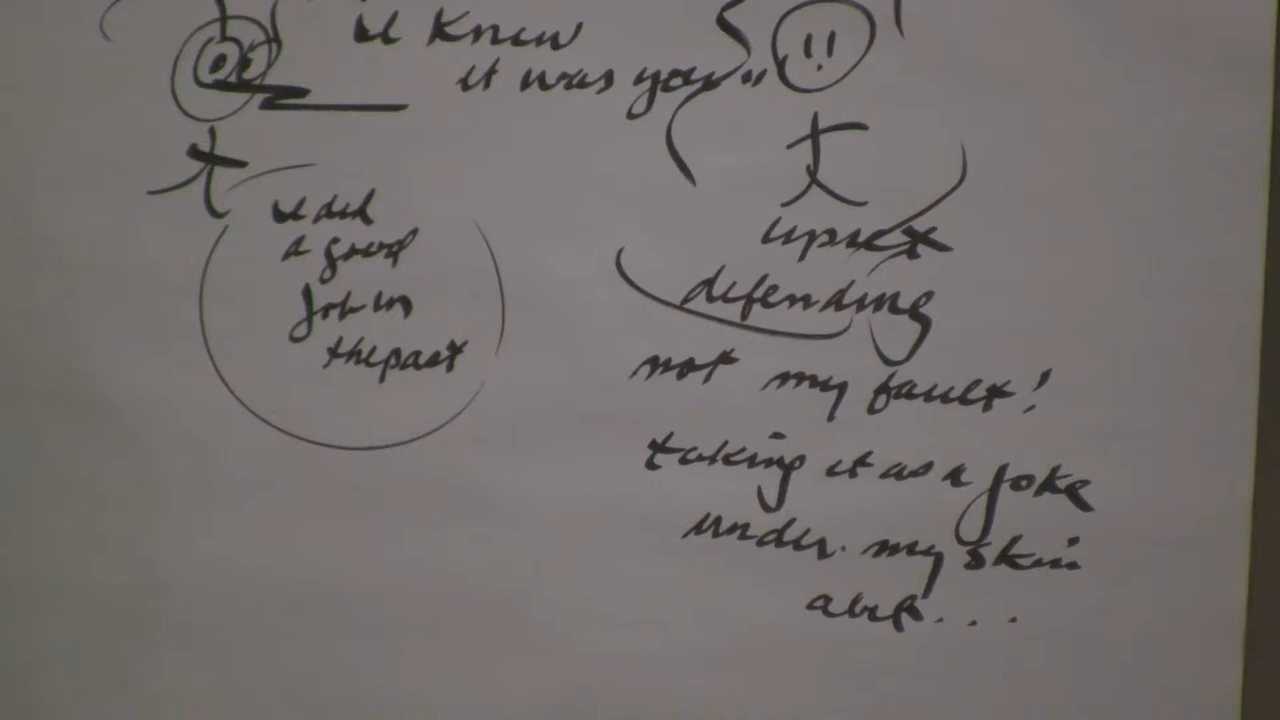 I knew
it was you..
I did
a good
job in
the past
upset
defending
not my fault!
taking it as a joke
under my skin